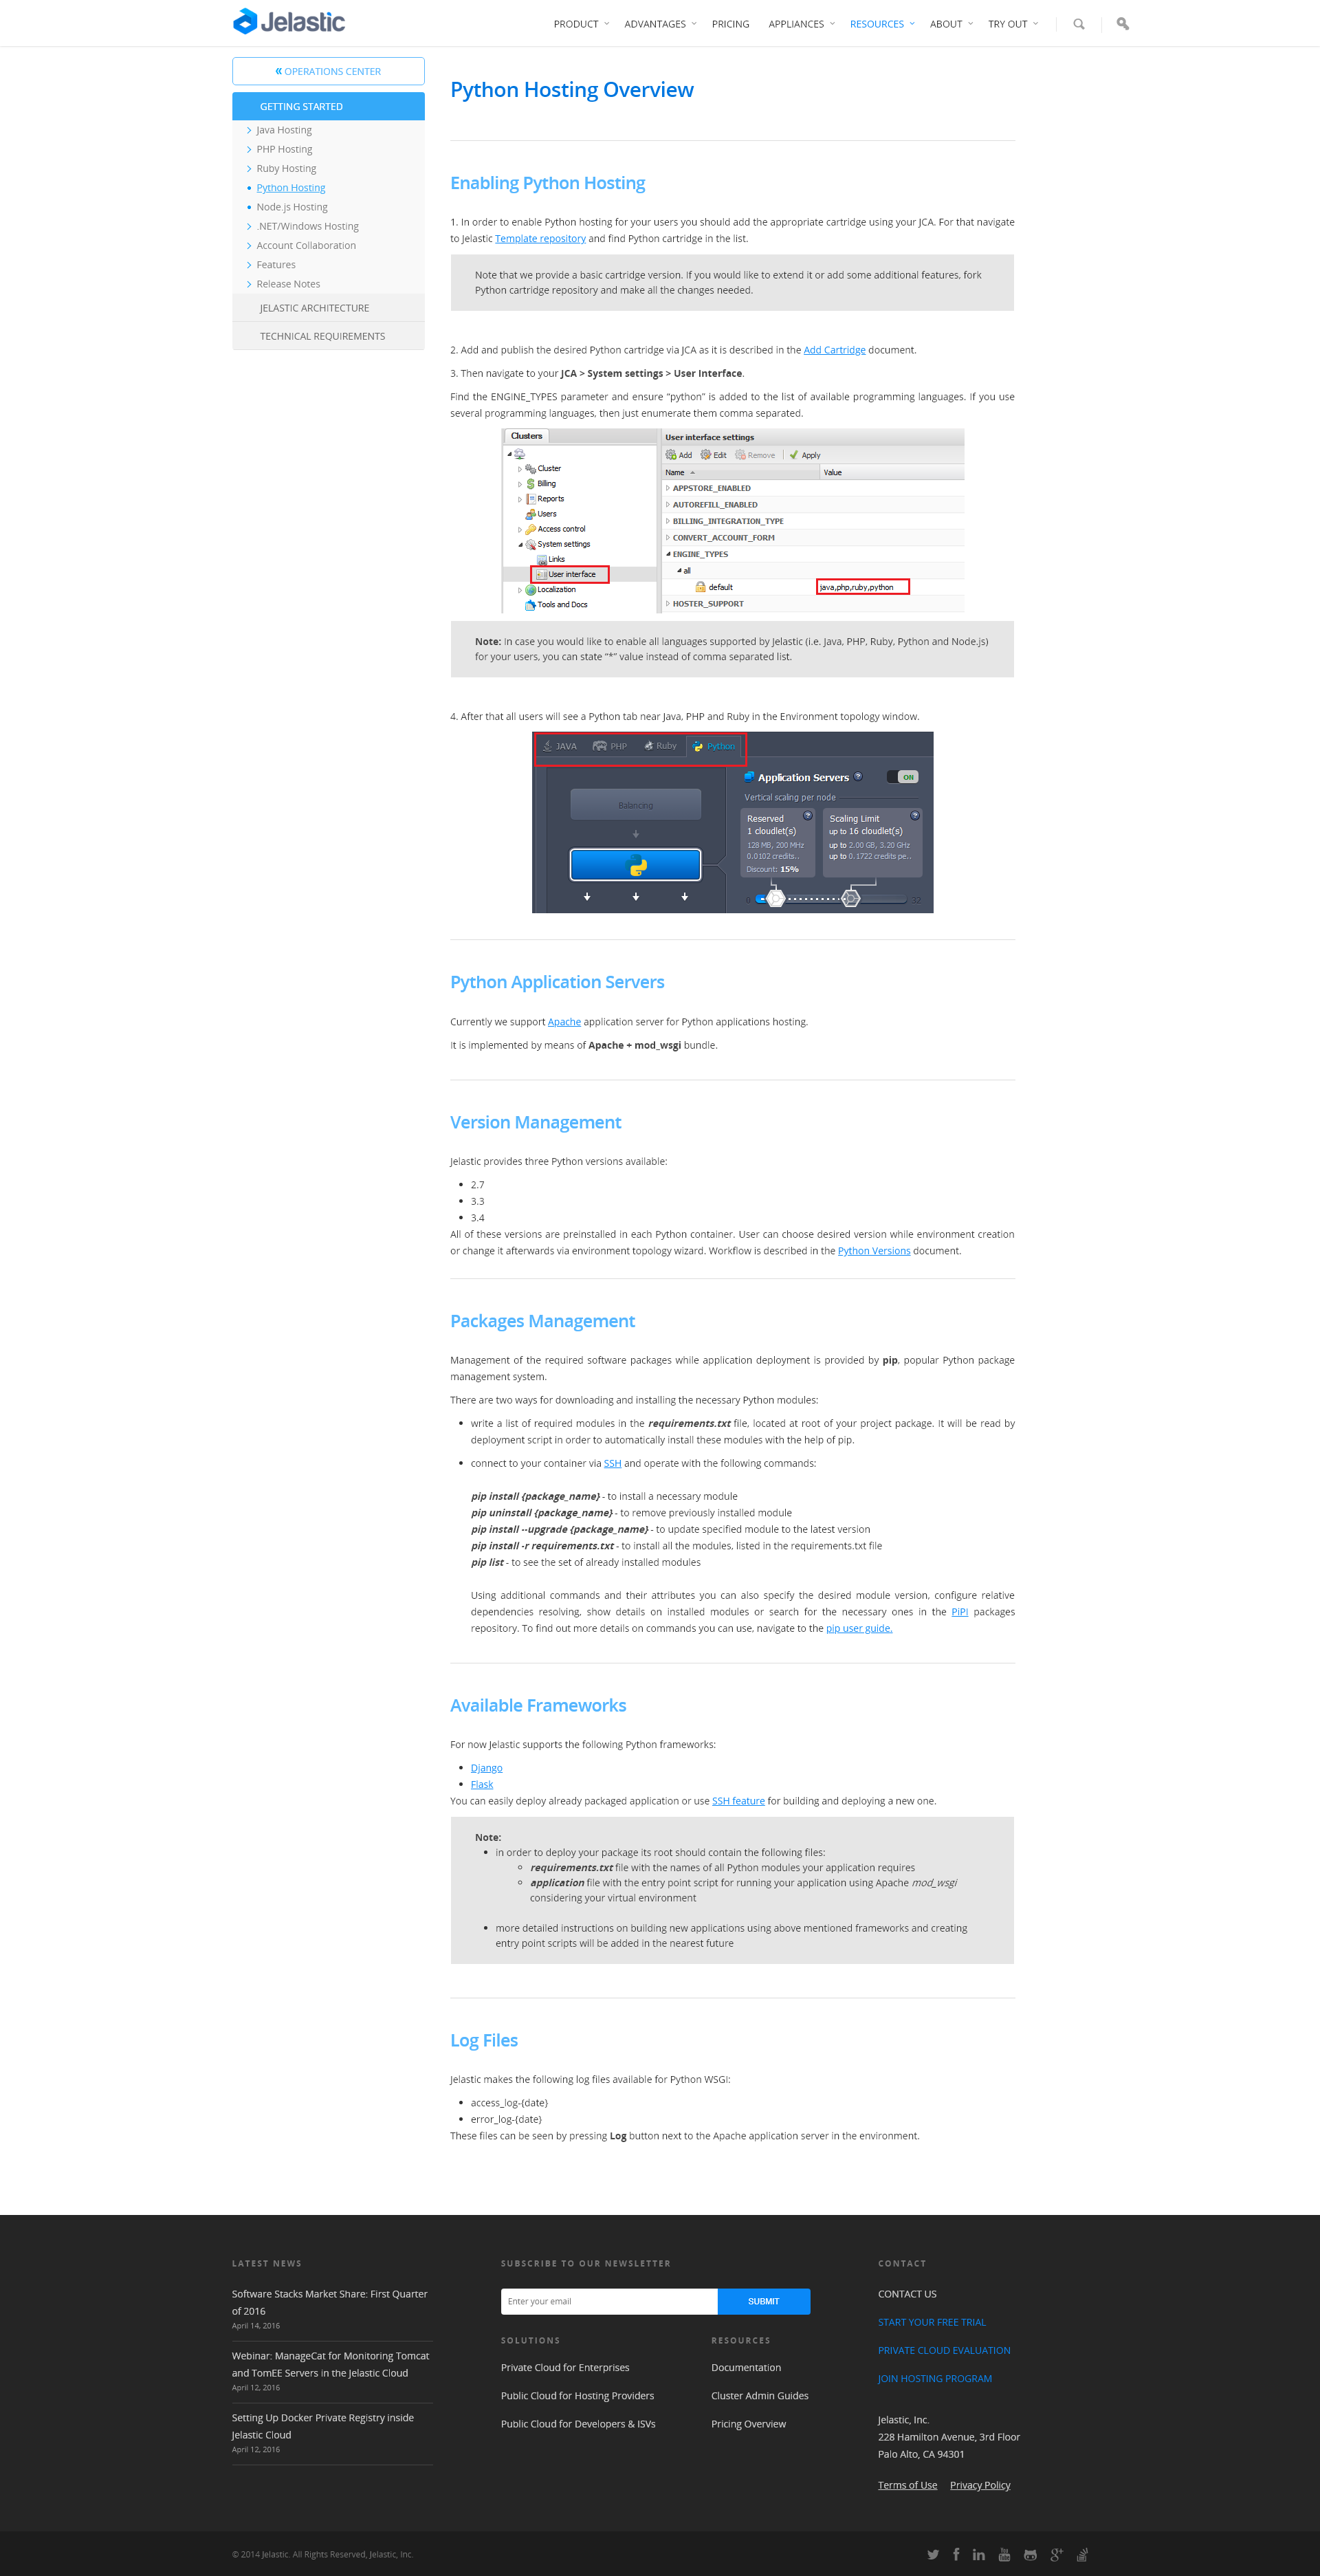 Jelastic
PRODUCT ADVANTAGES PRICING APPLIANCES RESOURCES ABOUT TRY OUT
« OPERATIONS CENTER
GETTING STARTED
Java Hosting
PHP Hosting
Ruby Hosting
Python Hosting
Node.js Hosting
.NET/Windows Hosting
Account Collaboration
Features
Release Notes
JELASTIC ARCHITECTURE
TECHNICAL REQUIREMENTS
Python Hosting Overview
Enabling Python Hosting
1. In order to enable Python hosting for your users you should add the appropriate cartridge using your JCA. For that navigate
to Jelastic Template repository and find Python cartridge in the list.
Note that we provide a basic cartridge version. If you would like to extend it or add some additional features, fork
Python cartridge repository and make all the changes needed.
2. Add and publish the desired Python cartridge via JCA as it is described in the Add Cartridge document.
3. Then navigate to your JCA > System settings > User Interface.
Find the ENGINE_TYPES parameter and ensure "python" is added to the list of available programming languages. If you use
several programming languages, then just enumerate them comma separated.
Clusters
Cluster
Billing
Reports
Users
Access control
System settings
Links
User interface
Localization
Tools and Docs
User interface settings
Add Edit Remove Apply
Name Value
APPSTORE_ENABLED
AUTOREFILL_ENABLED
BILLING_INTEGRATION_TYPE
CONVERT_ACCOUNT_FORM
ENGINE_TYPES
all
default java,php,ruby,python
HOSTER_SUPPORT
Note: In case you would like to enable all languages supported by Jelastic (i.e. Java, PHP, Ruby, Python and Node.js)
for your users, you can state "*" value instead of comma separated list.
4. After that all users will see a Python tab near Java, PHP and Ruby in the Environment topology window.
JAVA PHP Ruby Python
Balancing
Application Servers ? ON
Vertical scaling per node
Reserved ?
1 cloudlet(s)
128 MB, 200 MHz
0.0102 credits..
Discount: 15%
Scaling Limit ?
up to 16 cloudlet(s)
up to 2.00 GB, 3.20 GHz
up to 0.1722 credits pe..
0 32
Python Application Servers
Currently we support Apache application server for Python applications hosting.
It is implemented by means of Apache + mod_wsgi bundle.
Version Management
Jelastic provides three Python versions available:
• 2.7
• 3.3
• 3.4
All of these versions are preinstalled in each Python container. User can choose desired version while environment creation
or change it afterwards via environment topology wizard. Workflow is described in the Python Versions document.
Packages Management
Management of the required software packages while application deployment is provided by pip, popular Python package
management system.
There are two ways for downloading and installing the necessary Python modules:
• write a list of required modules in the requirements.txt file, located at root of your project package. It will be read by
deployment script in order to automatically install these modules with the help of pip.
• connect to your container via SSH and operate with the following commands:
pip install {package_name} - to install a necessary module
pip uninstall {package_name} - to remove previously installed module
pip install --upgrade {package_name} - to update specified module to the latest version
pip install -r requirements.txt - to install all the modules, listed in the requirements.txt file
pip list - to see the set of already installed modules
Using additional commands and their attributes you can also specify the desired module version, configure relative
dependencies resolving, show details on installed modules or search for the necessary ones in the PiPI packages
repository. To find out more details on commands you can use, navigate to the pip user guide.
Available Frameworks
For now Jelastic supports the following Python frameworks:
• Django
• Flask
You can easily deploy already packaged application or use SSH feature for building and deploying a new one.
Note:
• in order to deploy your package its root should contain the following files:
◦ requirements.txt file with the names of all Python modules your application requires
◦ application file with the entry point script for running your application using Apache mod_wsgi
considering your virtual environment
• more detailed instructions on building new applications using above mentioned frameworks and creating
entry point scripts will be added in the nearest future
Log Files
Jelastic makes the following log files available for Python WSGI:
• access_log-{date}
• error_log-{date}
These files can be seen by pressing Log button next to the Apache application server in the environment.
LATEST NEWS
Software Stacks Market Share: First Quarter
of 2016
April 14, 2016
Webinar: ManageCat for Monitoring Tomcat
and TomEE Servers in the Jelastic Cloud
April 12, 2016
Setting Up Docker Private Registry inside
Jelastic Cloud
April 12, 2016
SUBSCRIBE TO OUR NEWSLETTER
Enter your email SUBMIT
SOLUTIONS
Private Cloud for Enterprises
Public Cloud for Hosting Providers
Public Cloud for Developers & ISVs
RESOURCES
Documentation
Cluster Admin Guides
Pricing Overview
CONTACT
CONTACT US
START YOUR FREE TRIAL
PRIVATE CLOUD EVALUATION
JOIN HOSTING PROGRAM
Jelastic, Inc.
228 Hamilton Avenue, 3rd Floor
Palo Alto, CA 94301
Terms of Use Privacy Policy
© 2014 Jelastic. All Rights Reserved, Jelastic, Inc.